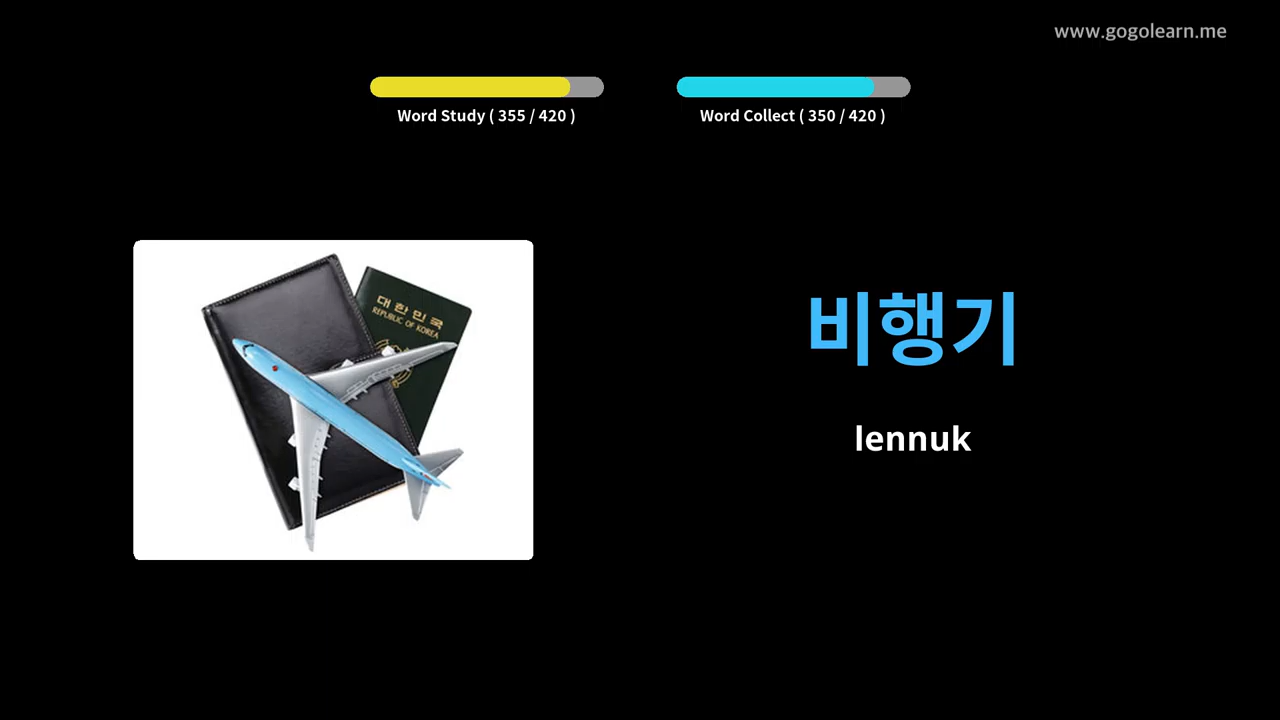 www.gogolearn.me
Word Study ( 355 / 420 )
Word Collect ( 350 / 420 )
대한민국
REPUBLIC OF KOREA
비행기
lennuk